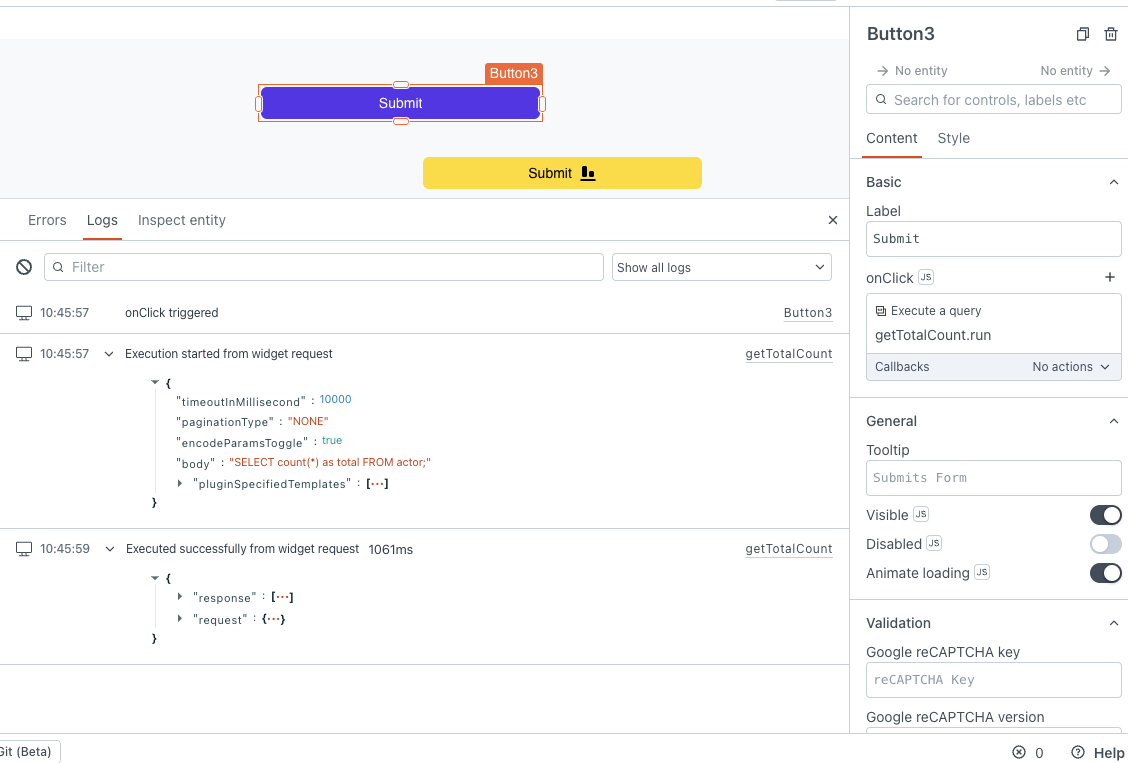 Button3
Submit
Submit
Errors Logs Inspect entity
Filter
Show all logs
10:45:57 onClick triggered Button3
10:45:57 Execution started from widget request getTotalCount
{
"timeoutInMillisecond" : 10000
"paginationType" : "NONE"
"encodeParamsToggle" : true
"body" : "SELECT count(*) as total FROM actor;"
"pluginSpecifiedTemplates" : [...]
}
10:45:59 Executed successfully from widget request 1061ms getTotalCount
{
"response" : [...]
"request" : {...}
}
Button3
No entity No entity
Search for controls, labels etc
Content Style
Basic
Label
Submit
onClick JS
Execute a query
getTotalCount.run
Callbacks No actions
General
Tooltip
Submits Form
Visible JS
Disabled JS
Animate loading JS
Validation
Google reCAPTCHA key
reCAPTCHA Key
Google reCAPTCHA version
Git (Beta)
0 Help